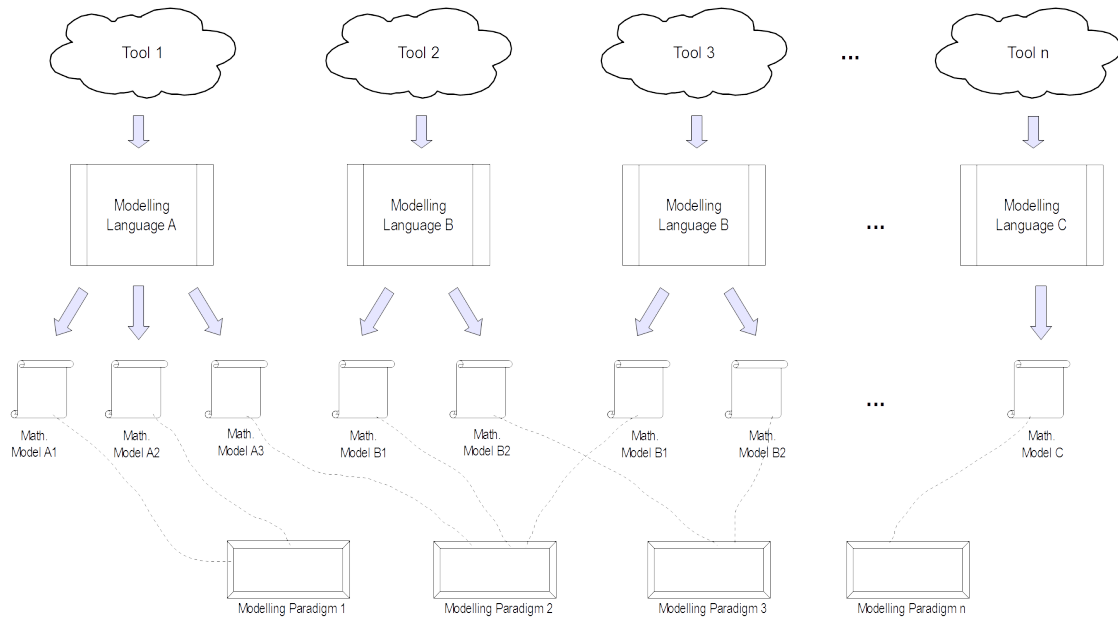 Tool 1
Tool 2
Tool 3
...
Tool n
Modelling
Language A
Modelling
Language B
Modelling
Language B
...
Modelling
Language C
Math.
Model A1
Math.
Model A2
Math.
Model A3
Math.
Model B1
Math.
Model B2
Math.
Model B1
Math.
Model B2
...
Math.
Model C
Modelling Paradigm 1
Modelling Paradigm 2
Modelling Paradigm 3
Modelling Paradigm n